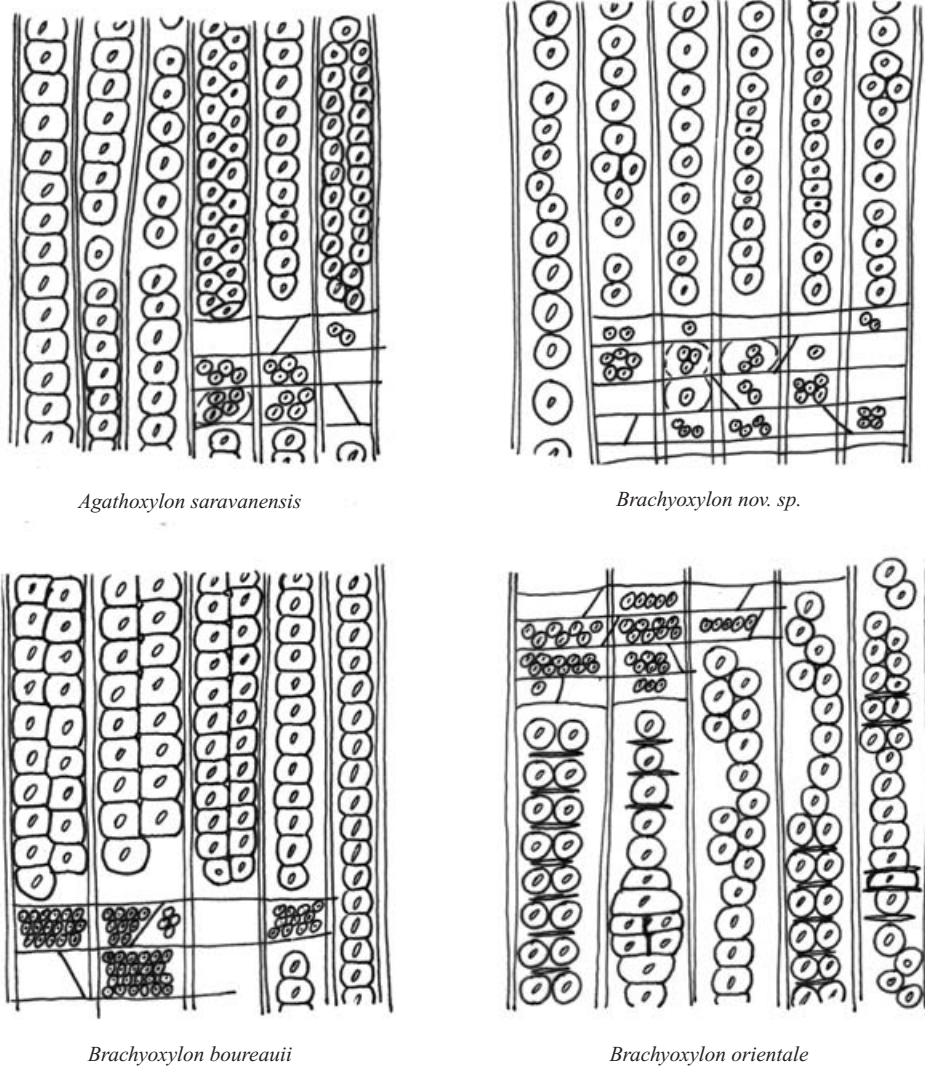 Agathoxylon saravanensis
Brachyoxylon nov. sp.
Brachyoxylon boureauii
Brachyoxylon orientale